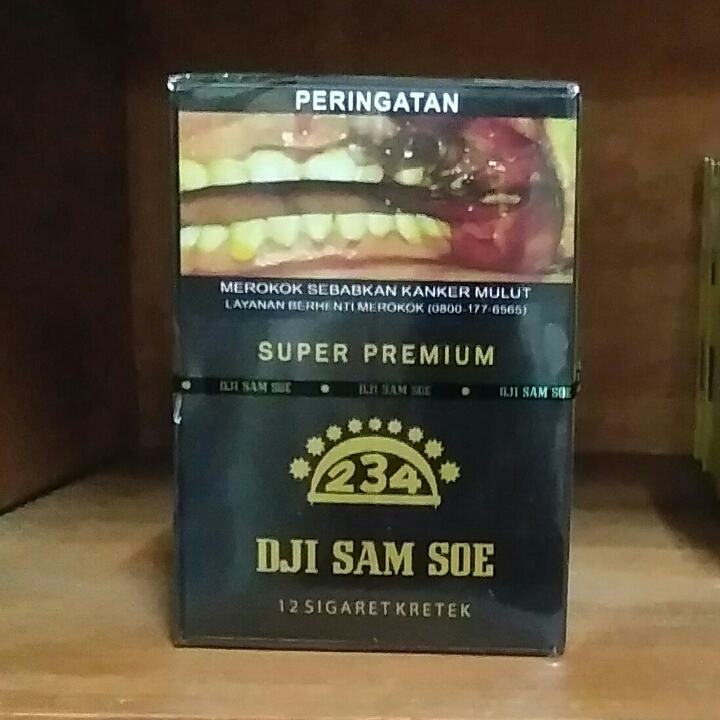 PERINGATAN
MEROKOK SEBABKAN KANKER MULUT
LAYANAN BERHENTI MEROKOK (0800-177-6565)
SUPER PREMIUM
DJI SAM SOE DJI SAM SOE DJI SAM SOE
234
DJI SAM SOE
12 SIGARET KRETEK